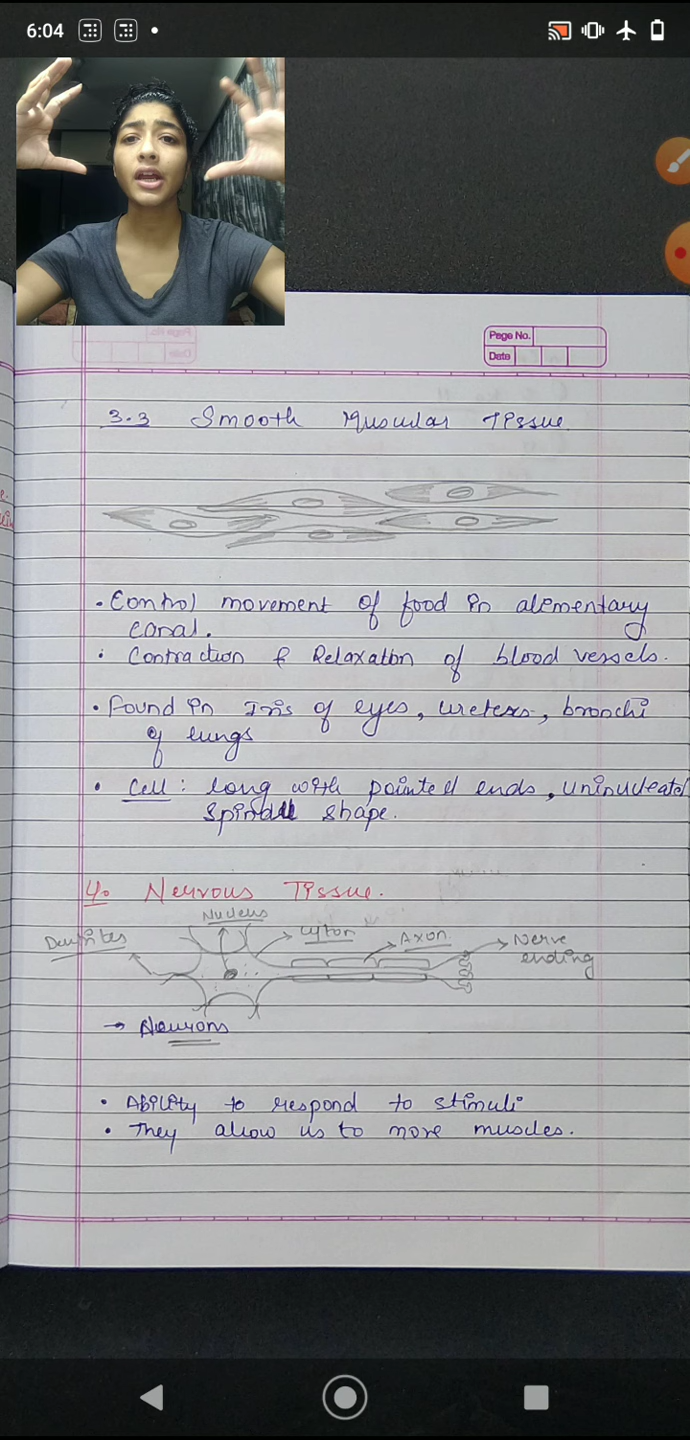 6:04
Page No.
Date
3.3 Smooth Muscular Tissue
• Control movement of food in alimentary
canal.
• Contraction & Relaxation of blood vessels.
• Found in Iris of eyes, ureters, bronchi
of lungs
• Cell: long with pointed ends, uninucleated
spindle shape.
4. Nervous Tissue.
Nucleus
Dendrites
Cyton
Axon
Nerve
ending
→ Neurons
• Ability to respond to stimuli
• They allow us to move muscles.